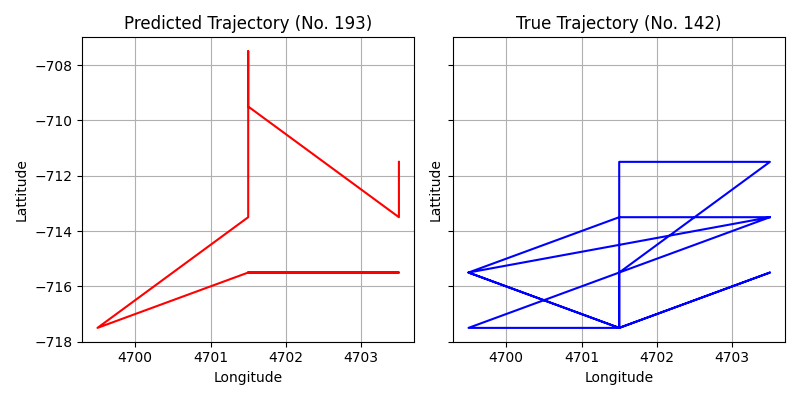 Predicted Trajectory (No. 193)
True Trajectory (No. 142)
Lattitude
−708
−710
−712
−714
−716
−718
4700
4701
4702
4703
Longitude
Lattitude
4700
4701
4702
4703
Longitude